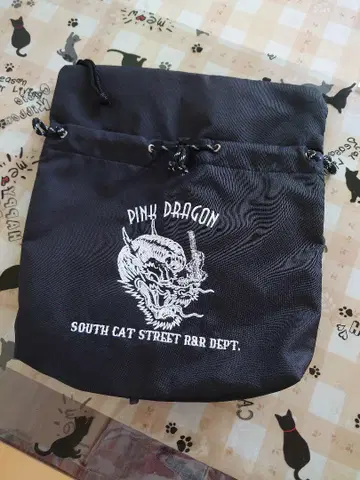 PINK DRAGON
SOUTH CAT STREET R&R DEPT.